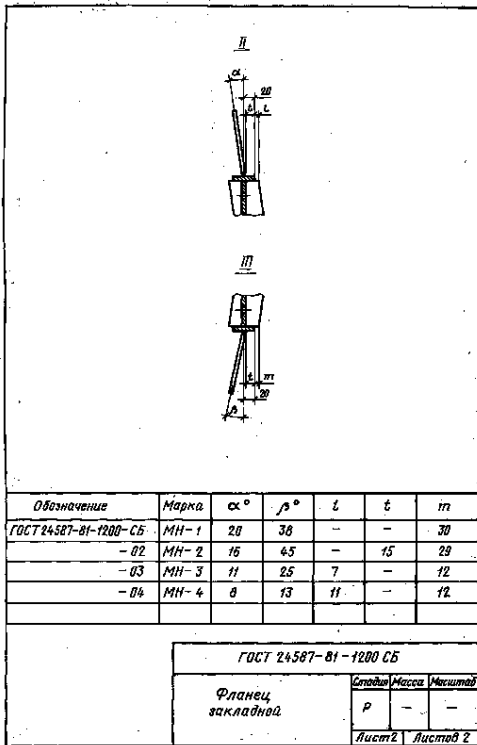 II
α
20
t l
III
t m
20
β
Обозначение Марка α° β° l t m
ГОСТ 24587-81-1200-СБ МН-1 20 38 - - 30
- 02 МН-2 16 45 - 15 29
- 03 МН-3 11 25 7 - 12
- 04 МН-4 8 13 11 - 12
ГОСТ 24587-81-1200 СБ
Фланец закладной
Стадия Масса Масштаб
Р - -
Лист 2 Листов 2